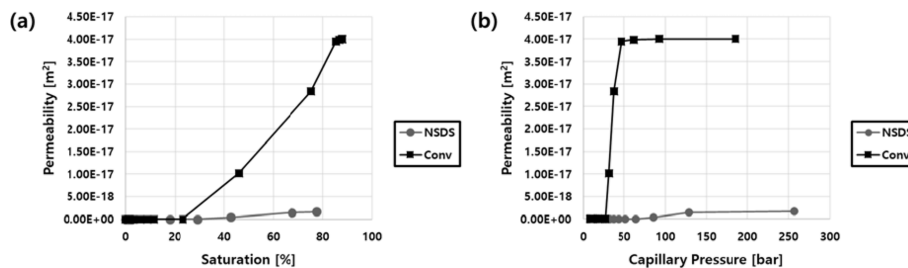 (a)
Permeability [m²]
4.50E-17
4.00E-17
3.50E-17
3.00E-17
2.50E-17
2.00E-17
1.50E-17
1.00E-17
5.00E-18
0.00E+00
0 20 40 60 80 100
Saturation [%]
NSDS
Conv
(b)
Permeability [m²]
4.50E-17
4.00E-17
3.50E-17
3.00E-17
2.50E-17
2.00E-17
1.50E-17
1.00E-17
5.00E-18
0.00E+00
0 50 100 150 200 250 300
Capillary Pressure [bar]
NSDS
Conv